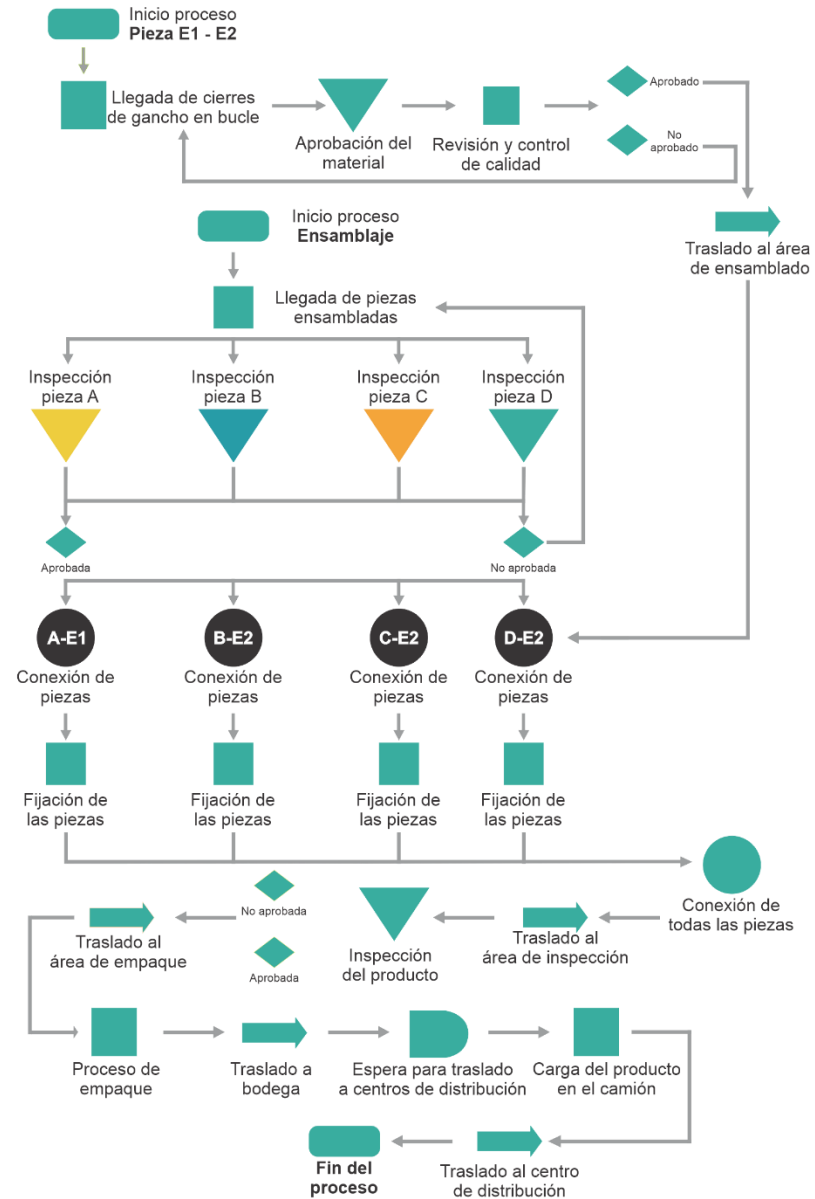 Inicio proceso
Pieza E1 - E2
Llegada de cierres
de gancho en bucle
Aprobación del
material
Revisión y control
de calidad
Aprobado
No
aprobado
Traslado al área
de ensamblado
Inicio proceso
Ensamblaje
Llegada de piezas
ensambladas
Inspección
pieza A
Inspección
pieza B
Inspección
pieza C
Inspección
pieza D
Aprobada
No aprobada
A-E1
B-E2
C-E2
D-E2
Conexión de
piezas
Conexión de
piezas
Conexión de
piezas
Conexión de
piezas
Fijación de
las piezas
Fijación de
las piezas
Fijación de
las piezas
Fijación de
las piezas
Conexión de
todas las piezas
Traslado al
área de inspección
Inspección
del producto
No aprobada
Aprobada
Traslado al
área de empaque
Proceso de
empaque
Traslado a
bodega
Espera para traslado
a centros de distribución
Carga del producto
en el camión
Traslado al centro
de distribución
Fin del
proceso